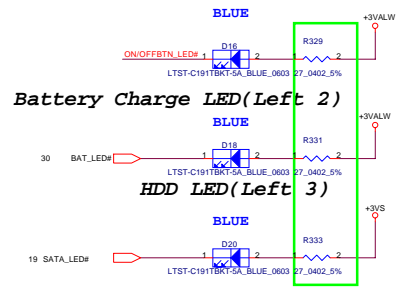 BLUE
+3VALW
D16
R329
ON/OFFBTN_LED# 1 2 1 2
LTST-C191TBKT-5A_BLUE_0603 27_0402_5%
Battery Charge LED(Left 2)
BLUE
+3VALW
D18
R331
30 BAT_LED# 1 2 1 2
LTST-C191TBKT-5A_BLUE_0603 27_0402_5%
HDD LED(Left 3)
BLUE
+3VS
D20
R333
19 SATA_LED# 1 2 1 2
LTST-C191TBKT-5A_BLUE_0603 27_0402_5%